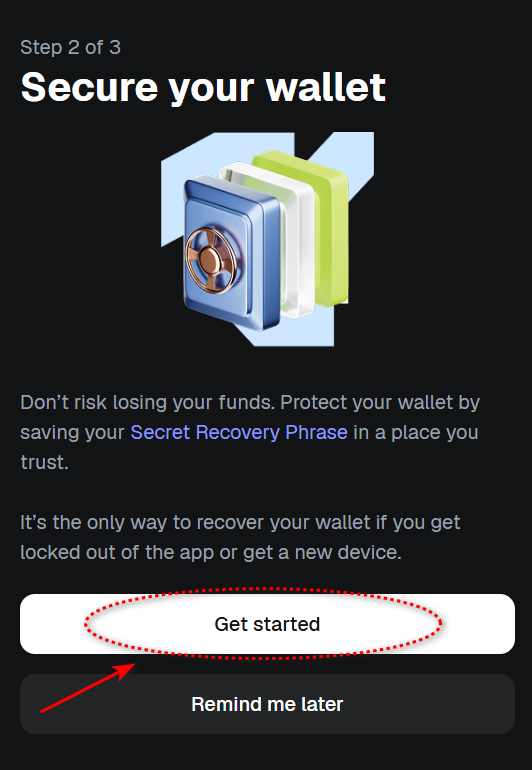 Step 2 of 3
Secure your wallet
Don’t risk losing your funds. Protect your wallet by
saving your Secret Recovery Phrase in a place you
trust.
It’s the only way to recover your wallet if you get
locked out of the app or get a new device.
Get started
Remind me later